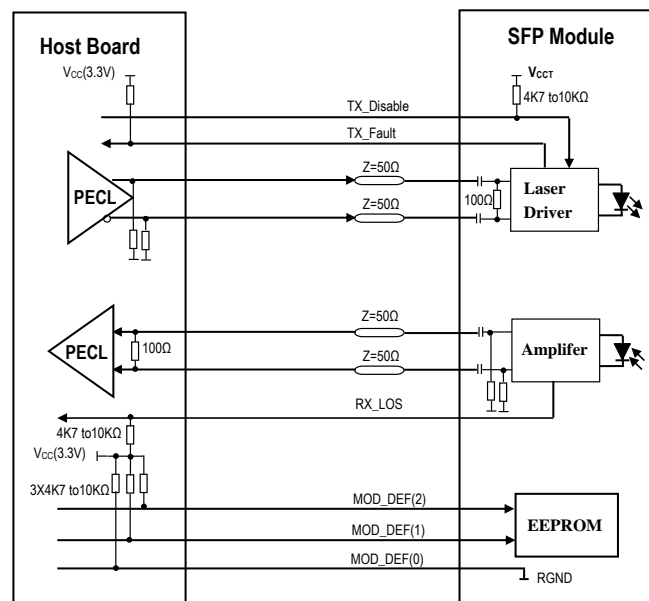 Host Board
SFP Module
VCC(3.3V)
VCCT
4K7 to10KΩ
TX_Disable
TX_Fault
PECL
Z=50Ω
100Ω
Laser
Driver
Z=50Ω
PECL
100Ω
Z=50Ω
Z=50Ω
Amplifer
RX_LOS
4K7 to10KΩ
VCC(3.3V)
3X4K7 to10KΩ
MOD_DEF(2)
EEPROM
MOD_DEF(1)
MOD_DEF(0)
RGND